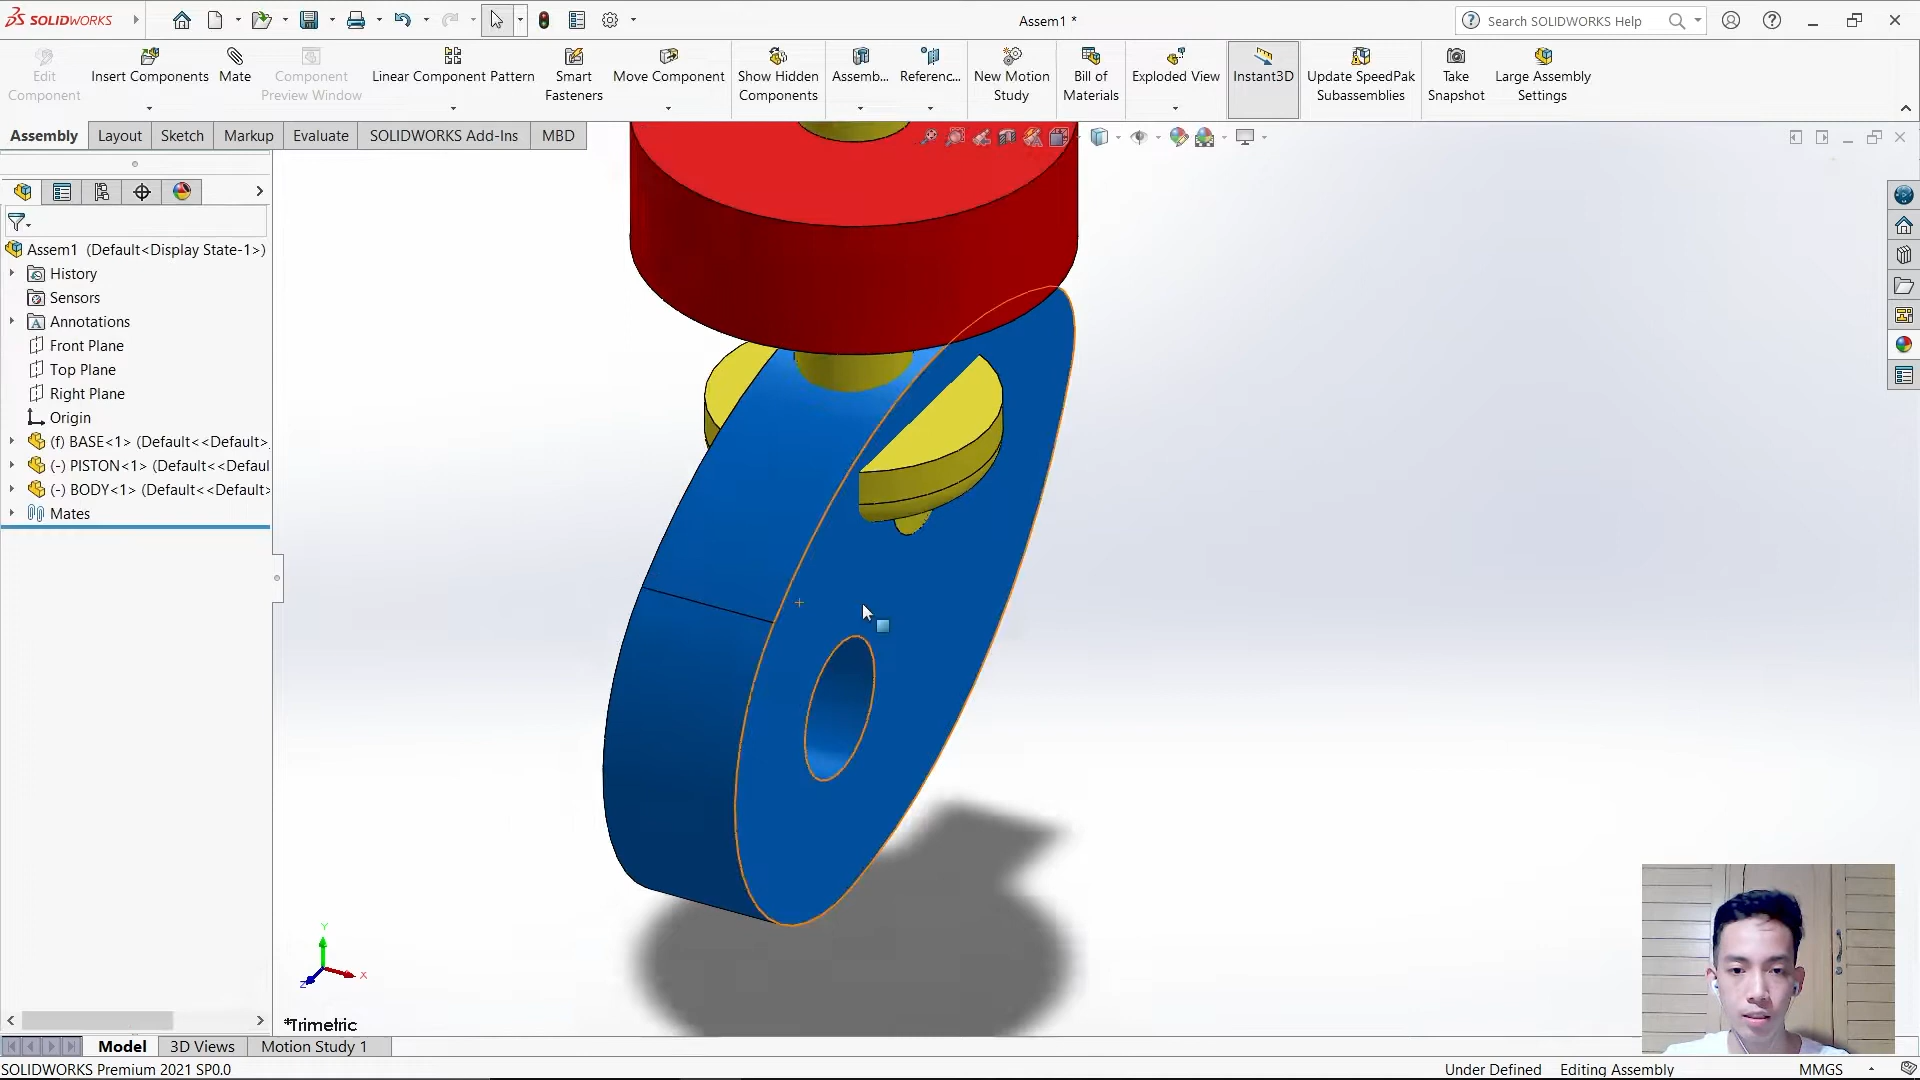 SOLIDWORKS
Assem1 *
Search SOLIDWORKS Help
Edit Component
Insert Components
Mate
Component Preview Window
Linear Component Pattern
Smart Fasteners
Move Component
Show Hidden Components
Assemb...
Referenc...
New Motion Study
Bill of Materials
Exploded View
Instant3D
Update SpeedPak Subassemblies
Take Snapshot
Large Assembly Settings
Assembly
Layout
Sketch
Markup
Evaluate
SOLIDWORKS Add-Ins
MBD
Assem1 (Default<Display State-1>)
History
Sensors
Annotations
Front Plane
Top Plane
Right Plane
Origin
(f) BASE<1> (Default<<Default>
(-) PISTON<1> (Default<<Defaul
(-) BODY<1> (Default<<Default>
Mates
Y
X
Z
*Trimetric
Model
3D Views
Motion Study 1
SOLIDWORKS Premium 2021 SP0.0
Under Defined
Editing Assembly
MMGS